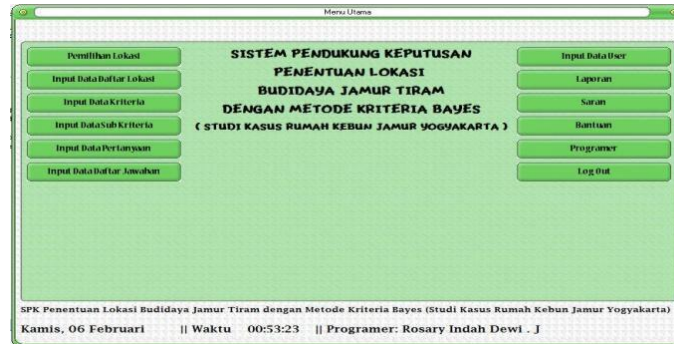 Menu Utama
Pemilihan Lokasi
Input Data Daftar Lokasi
Input Data Kriteria
Input Data Sub Kriteria
Input Data Pertanyaan
Input Data Daftar Jawaban
SISTEM PENDUKUNG KEPUTUSAN
PENENTUAN LOKASI
BUDIDAYA JAMUR TIRAM
DENGAN METODE KRITERIA BAYES
( STUDI KASUS RUMAH KEBUN JAMUR YOGYAKARTA )
Input Data User
Laporan
Saran
Bantuan
Programer
Log Out
SPK Penentuan Lokasi Budidaya Jamur Tiram dengan Metode Kriteria Bayes (Studi Kasus Rumah Kebun Jamur Yogyakarta)
Kamis, 06 Februari || Waktu 00:53:23 || Programer: Rosary Indah Dewi . J